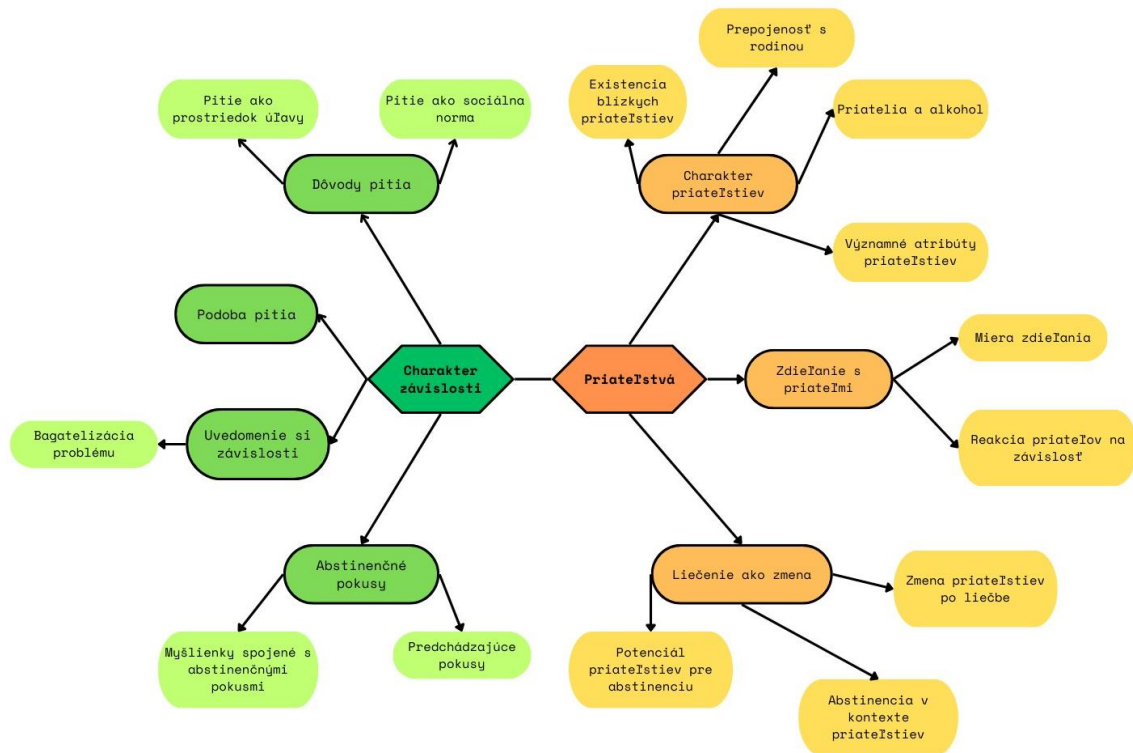 Prepojenosť s
rodinou
Pitie ako
prostriedok úľavy
Pitie ako sociálna
norma
Existencia
blízkych
priateľstiev
Priatelia a alkohol
Dôvody pitia
Charakter
priateľstiev
Významné atribúty
priateľstiev
Podoba pitia
Miera zdieľania
Charakter
závislosti
Priateľstvá
Zdieľanie s
priateľmi
Bagatelizácia
problému
Uvedomenie si
závislosti
Reakcia priateľov na
závislosť
Abstinenčné
pokusy
Liečenie ako zmena
Zmena priateľstiev
po liečbe
Myšlienky spojené s
abstinenčnými
pokusmi
Predchádzajúce
pokusy
Potenciál
priateľstiev pre
abstinenciu
Abstinencia v
kontexte
priateľstiev